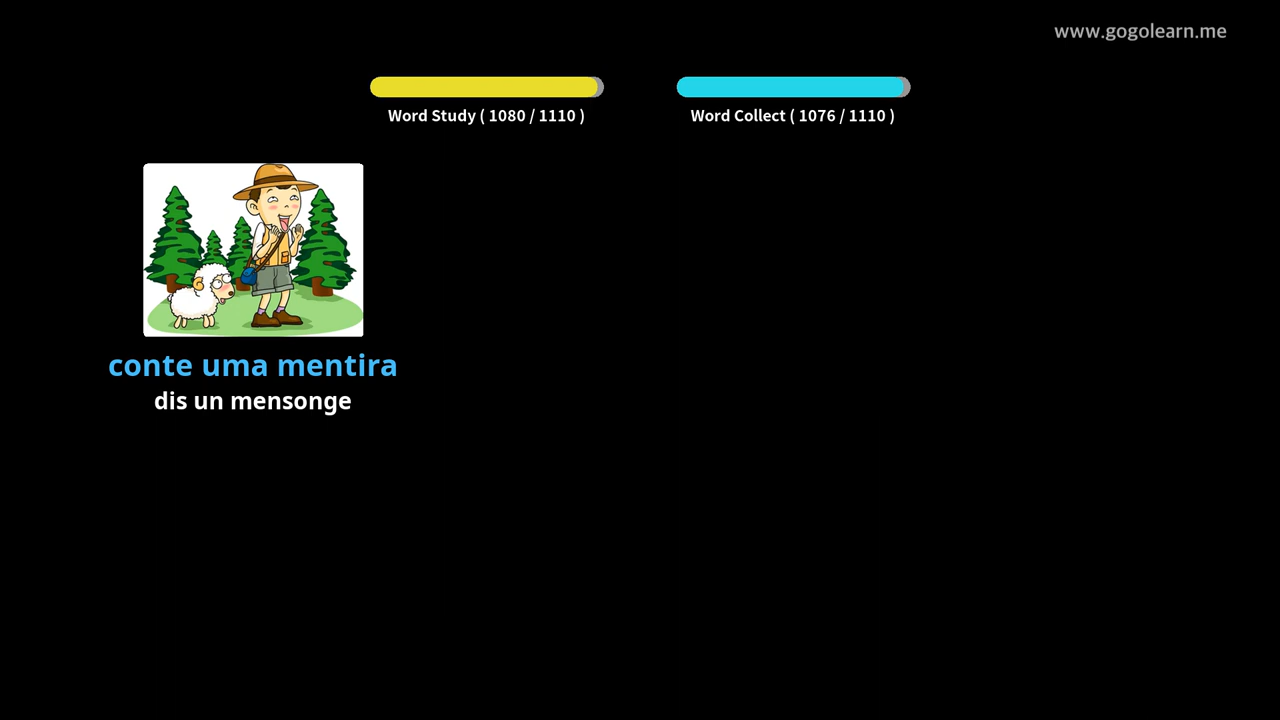 www.gogolearn.me
Word Study ( 1080 / 1110 )
Word Collect ( 1076 / 1110 )
conte uma mentira
dis un mensonge